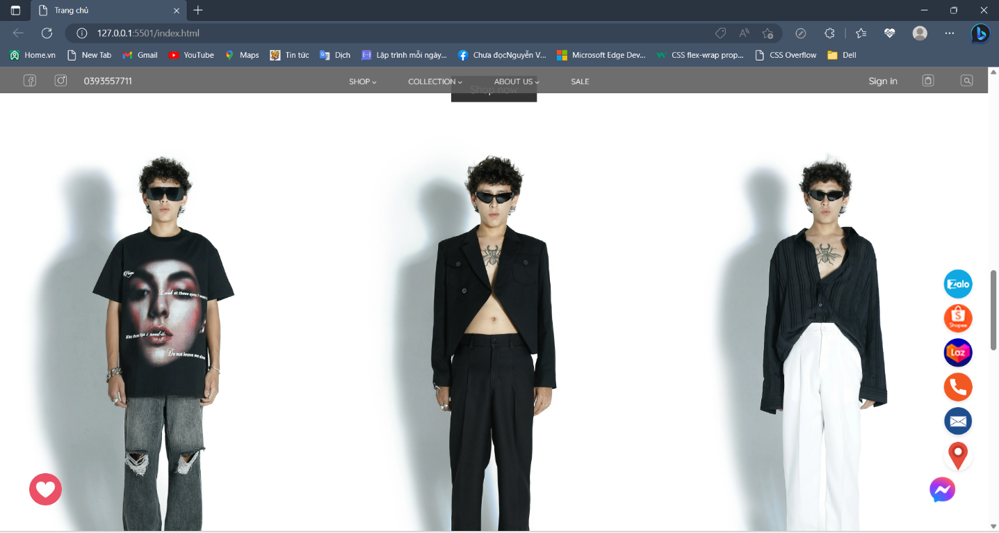 Trang chủ
127.0.0.1:5501/index.html
Home.vn New Tab Gmail YouTube Maps Tin tức Dịch Lập trình mỗi ngày... Chưa đọcNguyễn V... Microsoft Edge Dev... CSS flex-wrap prop... CSS Overflow Dell
0393557711 SHOP COLLECTION ABOUT US SALE Sign in
Shop now
Hope
Look at these eyes I
Kiss these lips i need it.
Do not leave me alone
Zalo
Shopee
Laz